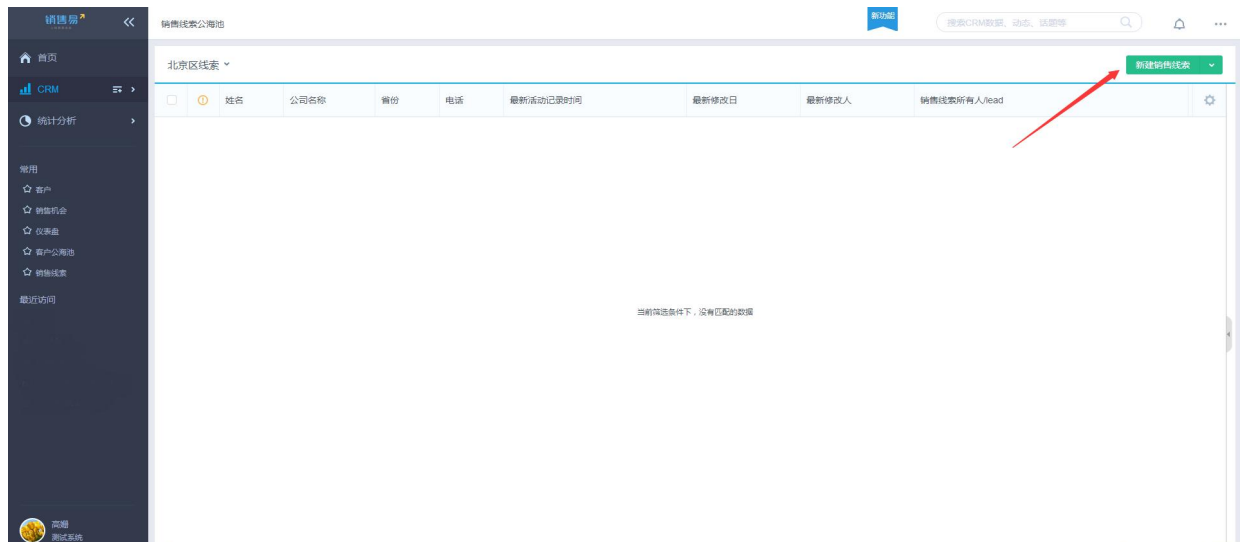 销售易
销售线索公海池
新功能
搜索CRM数据、动态、话题等
首页
CRM
统计分析
常用
客户
销售机会
仪表盘
客户公海池
销售线索
最近访问
北京区线索
新建销售线索
姓名 公司名称 省份 电话 最新活动记录时间 最新修改日 最新修改人 销售线索所有人/lead
当前筛选条件下，没有匹配的数据
高姗
测试系统